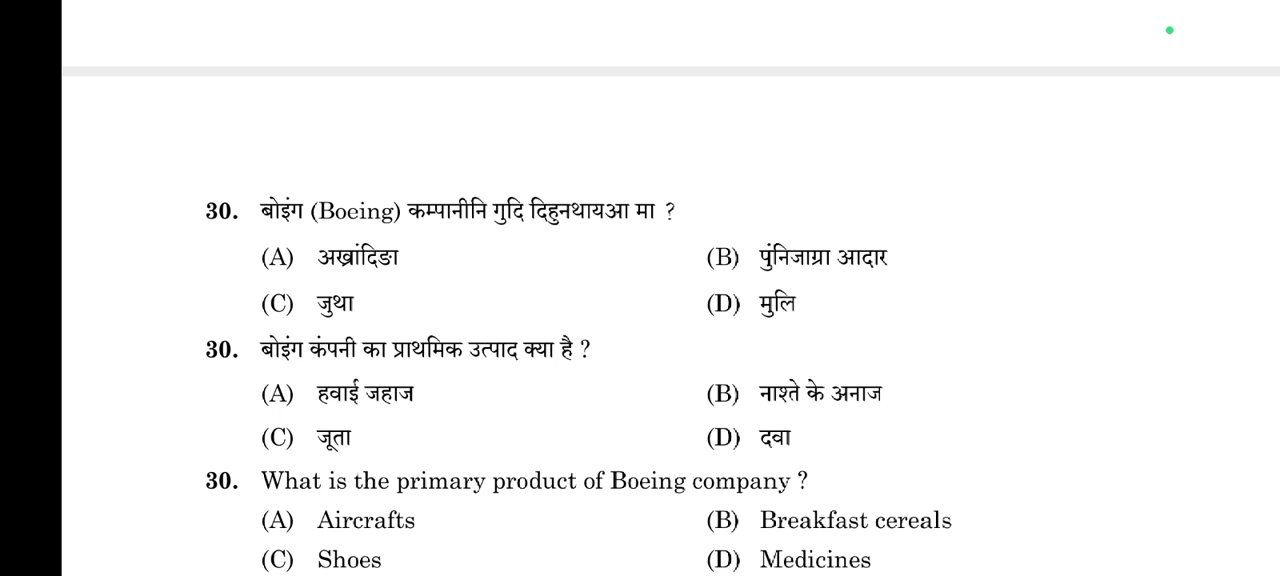 30. बोइंग (Boeing) कम्पानीनि गुदि दिहुनथायआ मा ?
(A) अख्रांदिङा (B) पुंनिजाग्रा आदार
(C) जुथा (D) मुलि
30. बोइंग कंपनी का प्राथमिक उत्पाद क्या है ?
(A) हवाई जहाज (B) नाश्ते के अनाज
(C) जूता (D) दवा
30. What is the primary product of Boeing company ?
(A) Aircrafts (B) Breakfast cereals
(C) Shoes (D) Medicines